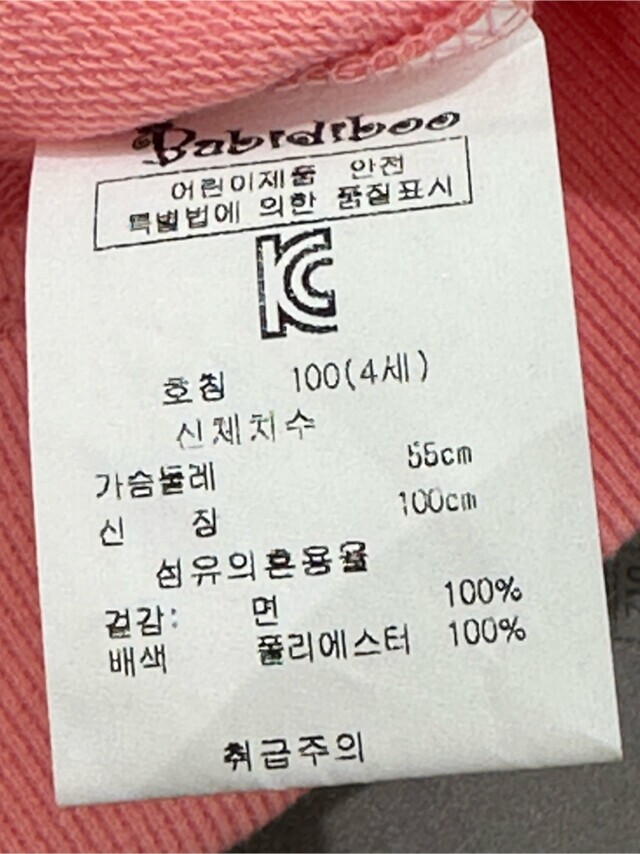 Babidiboo
어린이제품 안전
특별법에 의한 품질표시
KC
호칭 100(4세)
신체치수
가슴둘레 55cm
신 장 100cm
섬유의혼용율
겉감: 면 100%
배색 폴리에스터 100%
취급주의